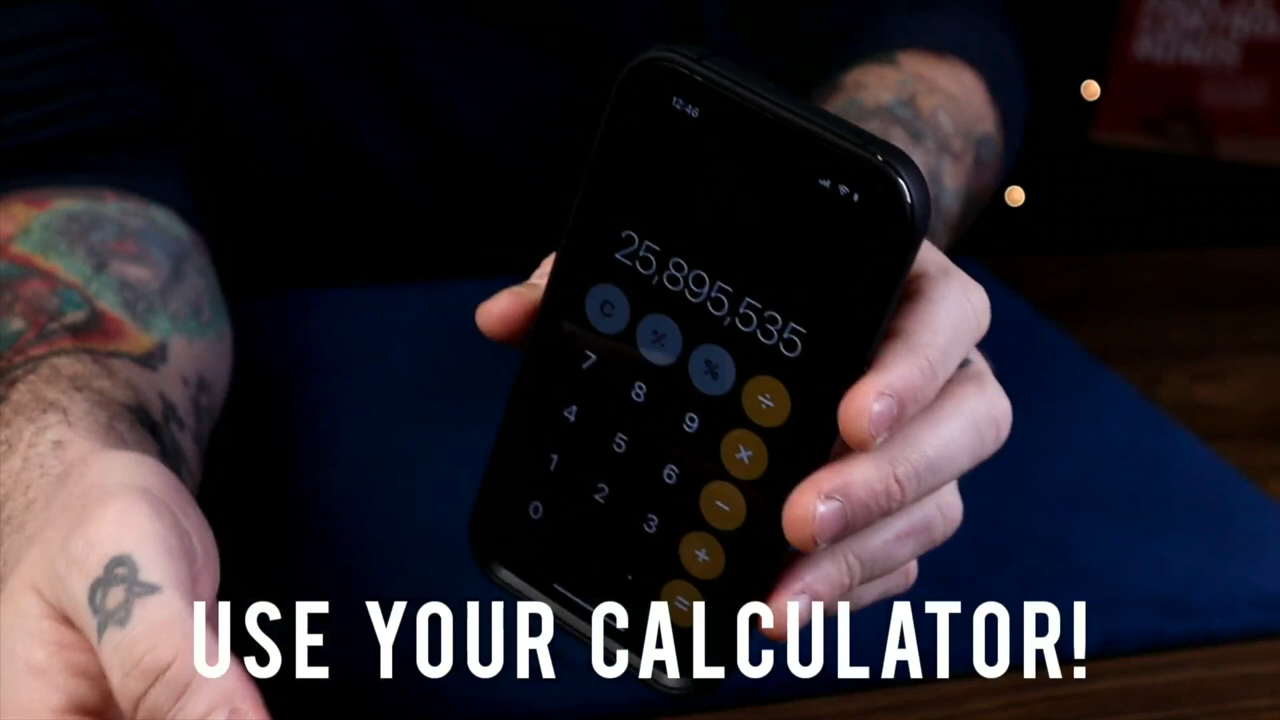 12:46
25,895,535
C % %
÷
7 8 9 ×
4 5 6 −
1 2 3 +
0 . =
USE YOUR CALCULATOR!